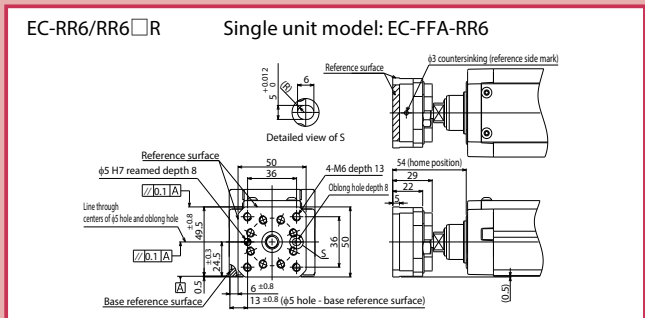 EC-RR6/RR6□R Single unit model: EC-FFA-RR6
φ3 countersinking (reference side mark)
Reference surface
6
5 +0.012 0
(R)
Detailed view of S
Reference surface
50
36
4-M6 depth 13
φ5 H7 reamed depth 8
Oblong hole depth 8
54 (home position)
29
22
5
// 0.1 A
Line through
centers of φ5 hole and oblong hole
49.5 ±0.8
24.5 ±0.3
36
50
S
// 0.1 A
A
0.5
(0.5)
6 ±0.8
Base reference surface
13 ±0.8 (φ5 hole - base reference surface)